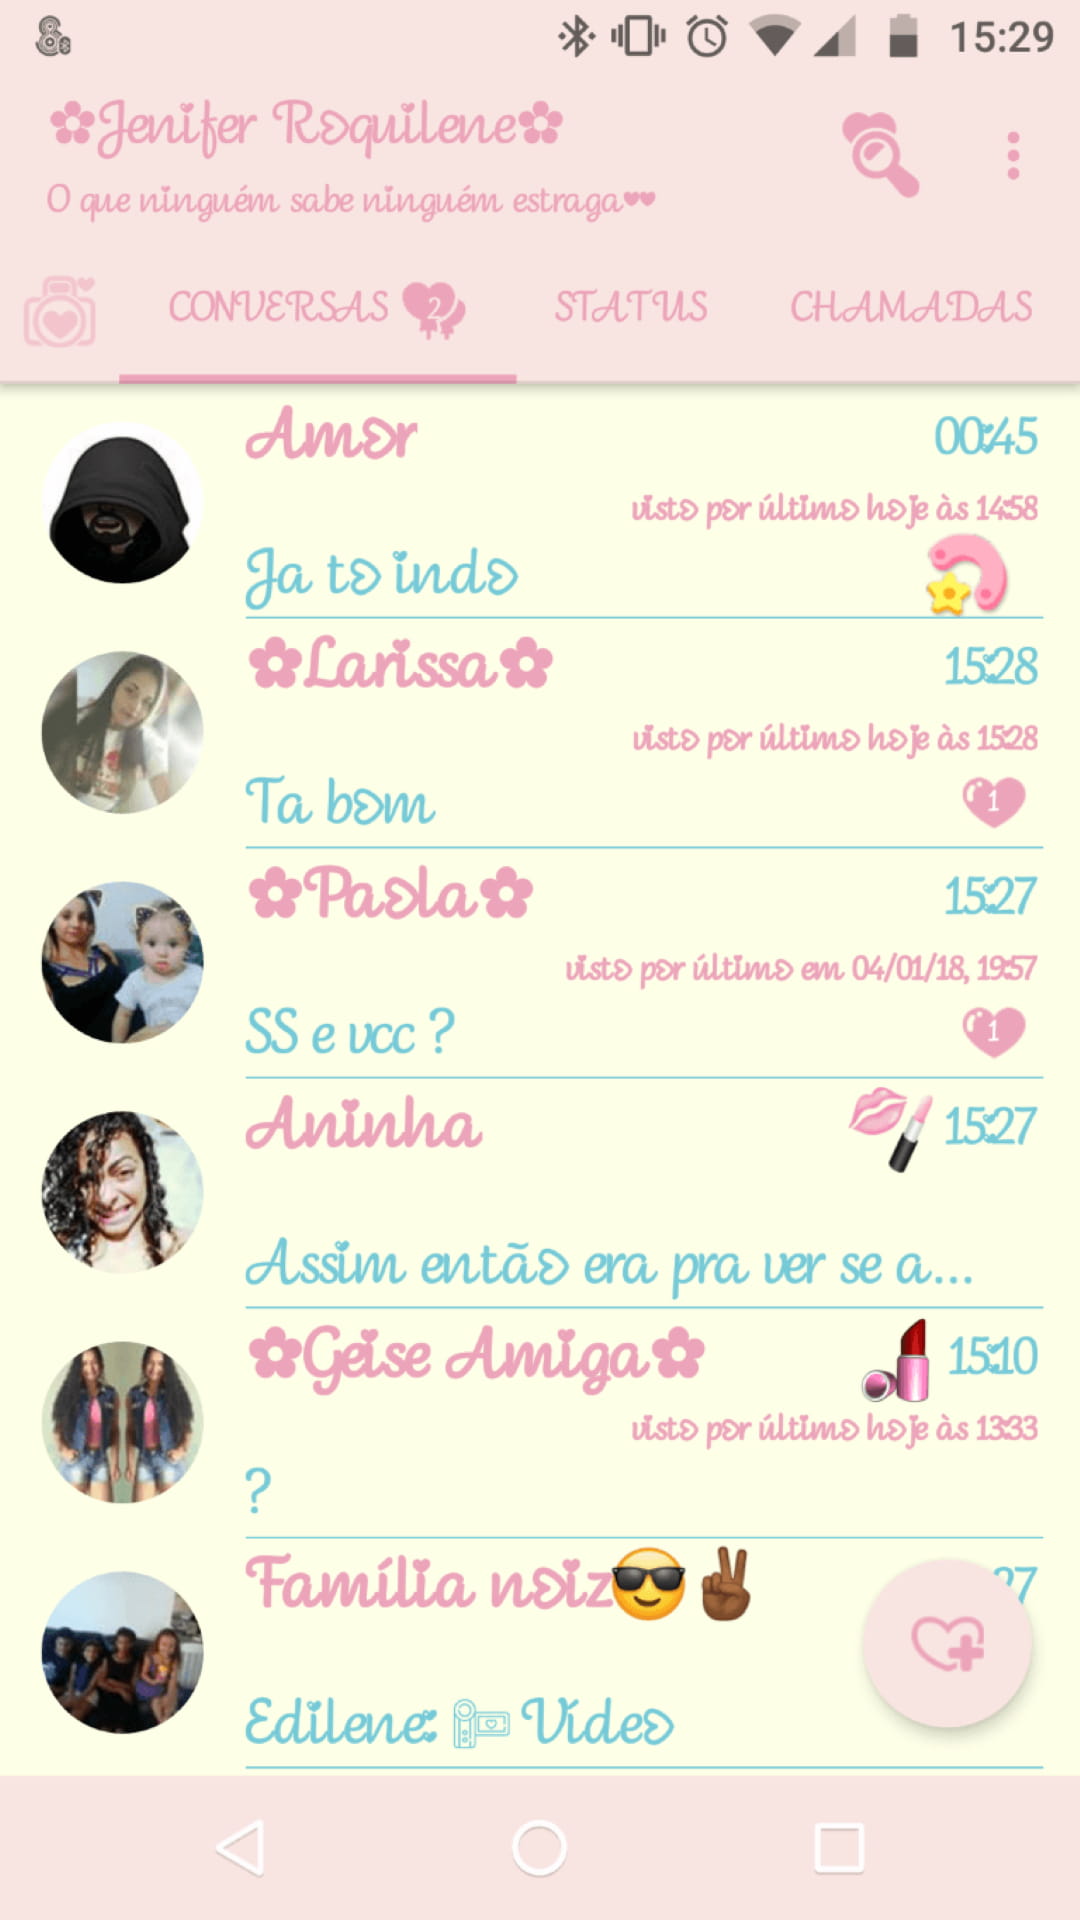 15:29
✿Jenifer Roquilene✿
O que ninguém sabe ninguém estraga♥♥
CONVERSAS 2 STATUS CHAMADAS
Amor 00:45
visto por último hoje às 14:58
Ja to indo
✿Larissa✿ 15:28
visto por último hoje às 15:28
Ta bom 1
✿Paola✿ 15:27
visto por último em 04/01/18, 19:57
SS e vcc ? 1
Aninha 15:27
Assim então era pra ver se a...
✿Geise Amiga✿ 15:10
visto por último hoje às 13:33
?
Família noiz😎✌🏾
Edilene: Vídeo